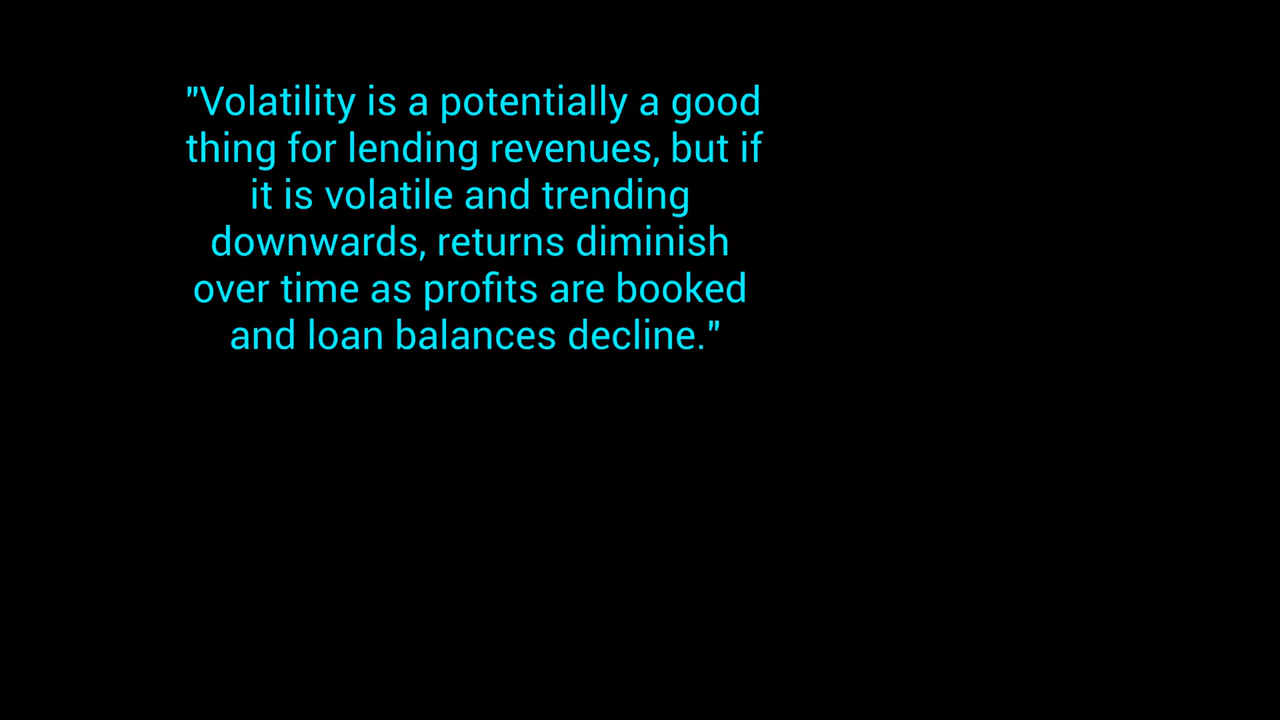 "Volatility is a potentially a good
thing for lending revenues, but if
it is volatile and trending
downwards, returns diminish
over time as profits are booked
and loan balances decline."